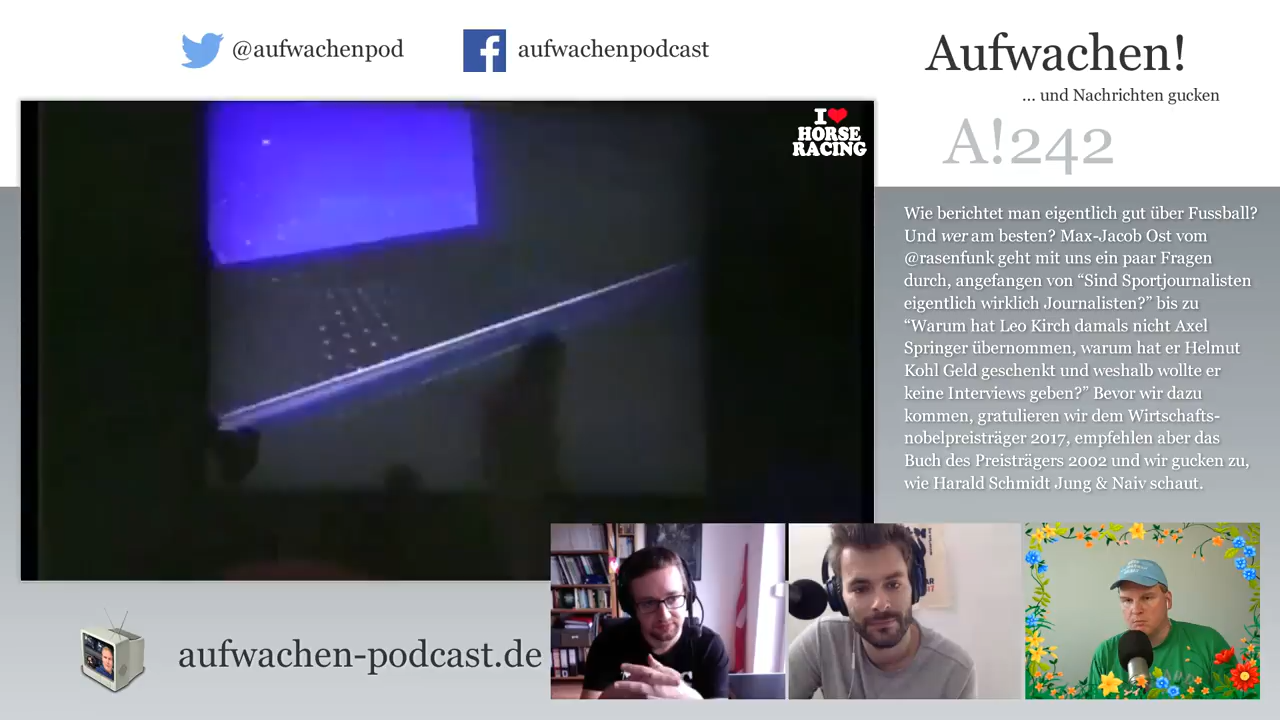 @aufwachenpod
aufwachenpodcast
Aufwachen!
... und Nachrichten gucken
A!242
I
HORSE
RACING
Wie berichtet man eigentlich gut über Fussball?
Und wer am besten? Max-Jacob Ost vom
@rasenfunk geht mit uns ein paar Fragen
durch, angefangen von “Sind Sportjournalisten
eigentlich wirklich Journalisten?” bis zu
“Warum hat Leo Kirch damals nicht Axel
Springer übernommen, warum hat er Helmut
Kohl Geld geschenkt und weshalb wollte er
keine Interviews geben?” Bevor wir dazu
kommen, gratulieren wir dem Wirtschafts-
nobelpreisträger 2017, empfehlen aber das
Buch des Preisträgers 2002 und wir gucken zu,
wie Harald Schmidt Jung & Naiv schaut.
aufwachen-podcast.de